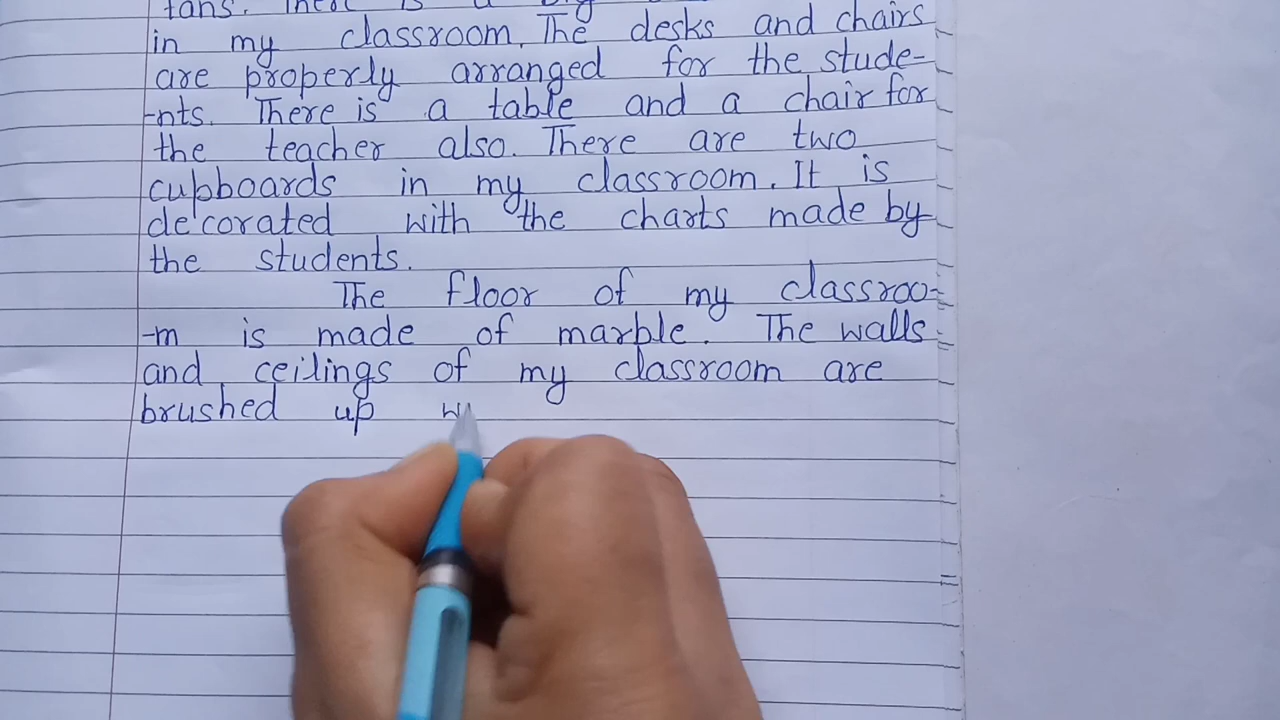 is a
in my classroom. The desks and chairs
are properly arranged for the stude-
-nts. There is a table and a chair for
the teacher also. There are two
cupboards in my classroom. It is
decorated with the charts made by
the students.
The floor of my classroo-
-m is made of marble. The walls
and ceilings of my classroom are
brushed up